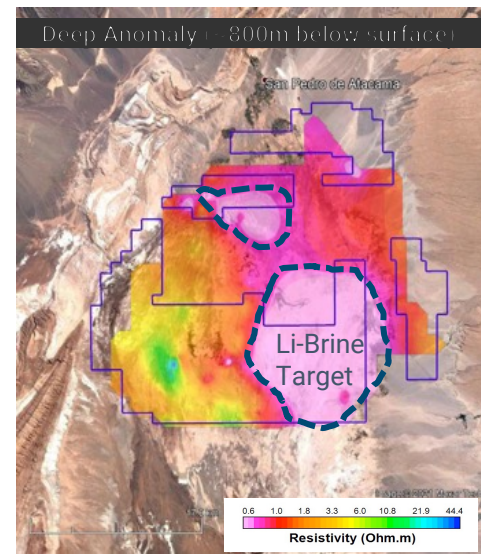 Deep Anomaly (~800m below surface)
San Pedro de Atacama
Li-Brine
Target
0.6 1.0 1.8 3.3 6.0 10.8 21.9 44.4
Resistivity (Ohm.m)